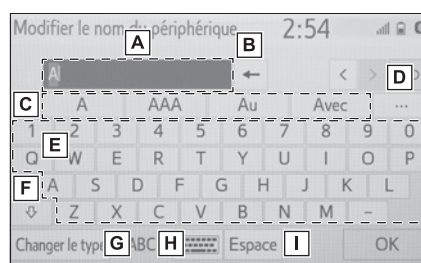 Modifier le nom du périphérique 2:54
A B
A ← < > D
C A AAA Au Avec ...
1 2 3 4 5 6 7 8 9 0
E
Q W E R T Y U I O P
F A S D F G H J K L
Z X C V B N M -
Changer le type G ABC H Espace I OK